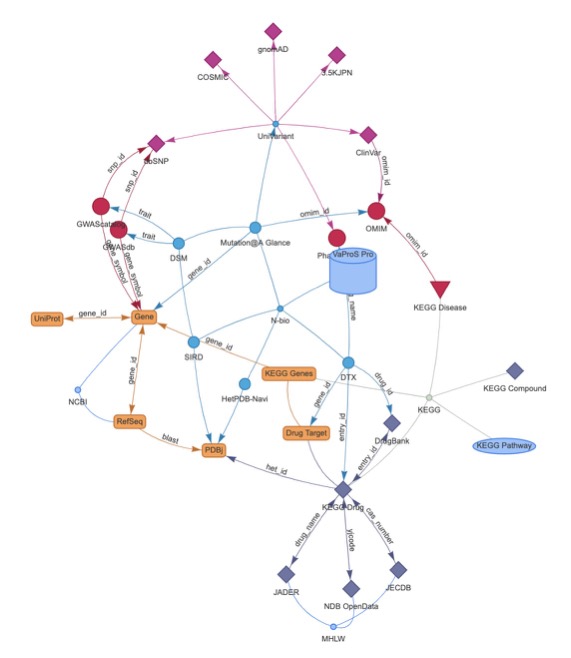 gnomAD
COSMIC
3.5KJPN
UniVariant
dbSNP
ClinVar
snp_id
snp_id
omim_id
GWAScatalog
trait
omim_id
OMIM
GWASdb
trait
DSM
Mutation@A Glance
VaProS Pro
omim_id
gene_symbol
gene_symbol
gene_id
KEGG Disease
_name
UniProt
gene_id
Gene
N-bio
SIRD
gene_id
gene_id
KEGG Genes
DTX
drug_id
KEGG Compound
NCBI
HetPDB-Navi
gene_id
KEGG
RefSeq
Drug Target
entry_id
DrugBank
blast
PDBj
KEGG Pathway
het_id
entry_id
KEGG Drug
drug_name
yjcode
cas_number
JADER
NDB OpenData
JECDB
MHLW